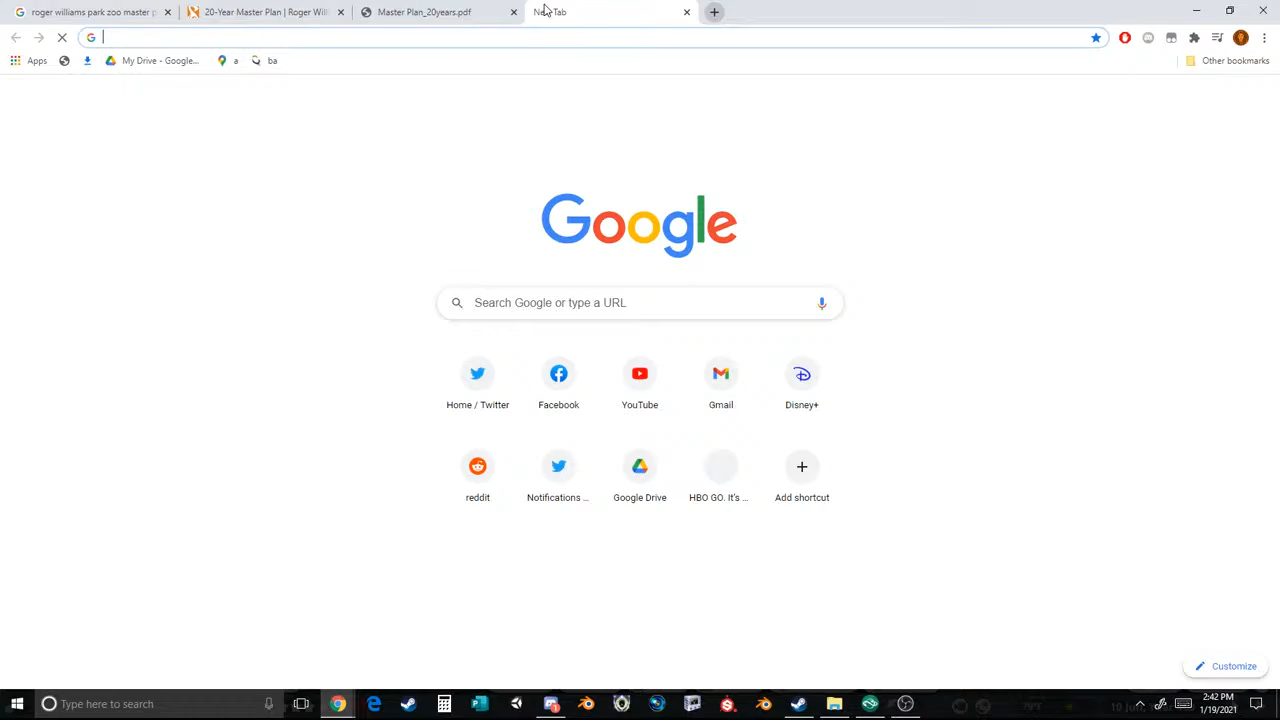 roger williams park zoo master p
20-Year Master Plan | Roger Will
Master Plan_20years.pdf
New Tab
Apps
My Drive - Google...
a
ba
Other bookmarks
Google
Search Google or type a URL
Home / Twitter
Facebook
YouTube
Gmail
Disney+
reddit
Notifications ...
Google Drive
HBO GO. It's ...
Add shortcut
Customize
Type here to search
2:42 PM
1/19/2021